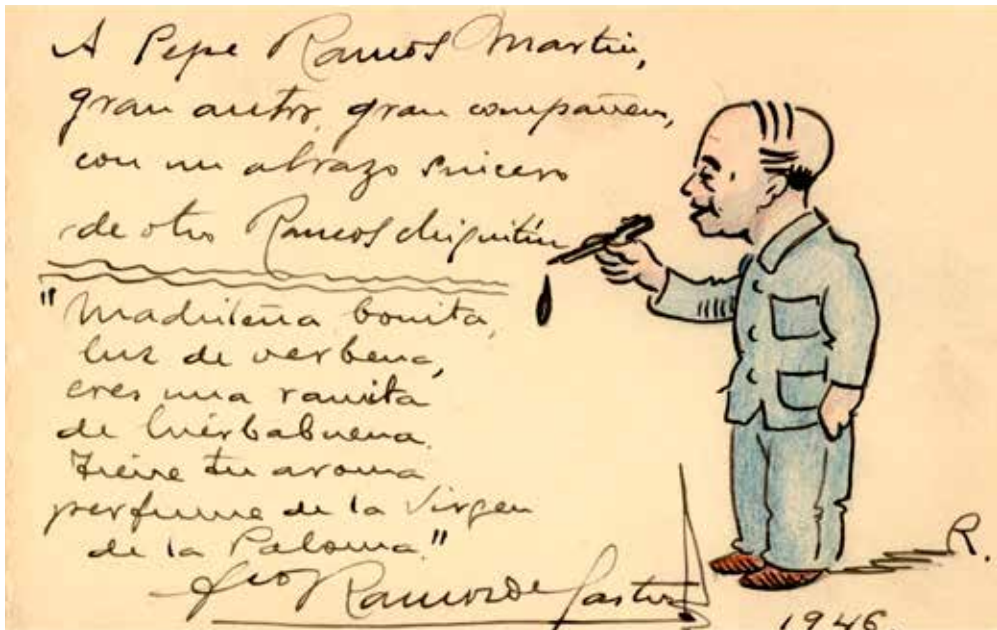 A Pepe Ramos Martín,
gran autor, gran compañero,
con un abrazo sincero
de otro Ramos chiquitín
"Madrileña bonita,
luz de verbena,
eres una ramita
de hierbabuena.
Tiene tu aroma
perfume de la Virgen
de la Paloma."
Fco Ramos de Castro
R.
1946.